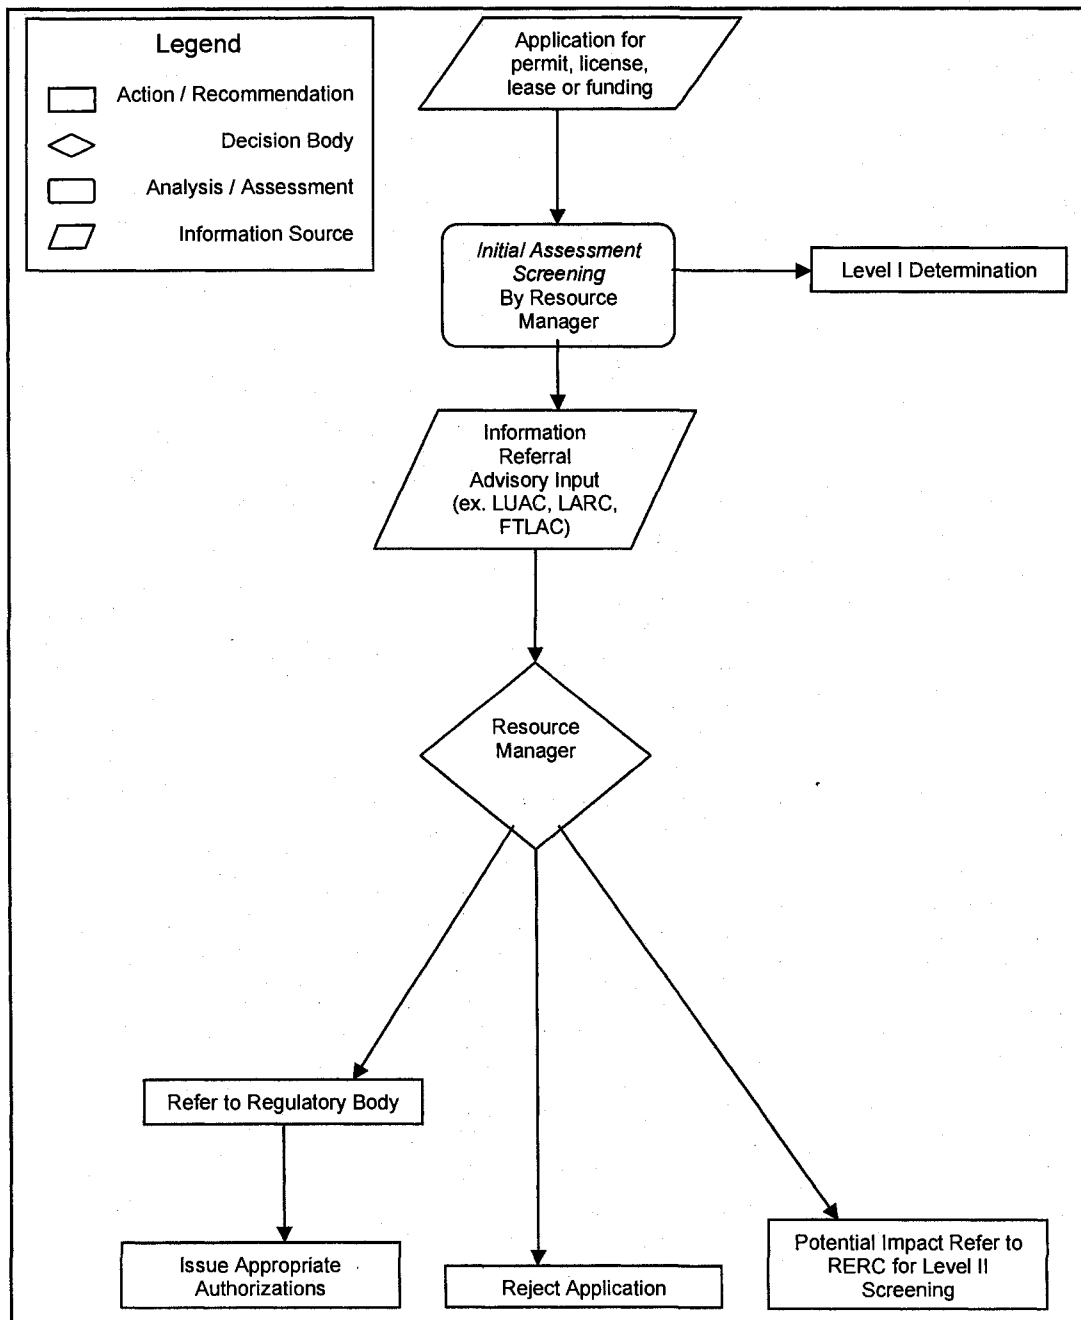 Legend
Action / Recommendation
Decision Body
Analysis / Assessment
Information Source
Application for
permit, license,
lease or funding
Initial Assessment
Screening
By Resource
Manager
Level I Determination
Information
Referral
Advisory Input
(ex. LUAC, LARC,
FTLAC)
Resource
Manager
Refer to Regulatory Body
Issue Appropriate
Authorizations
Reject Application
Potential Impact Refer to
RERC for Level II
Screening